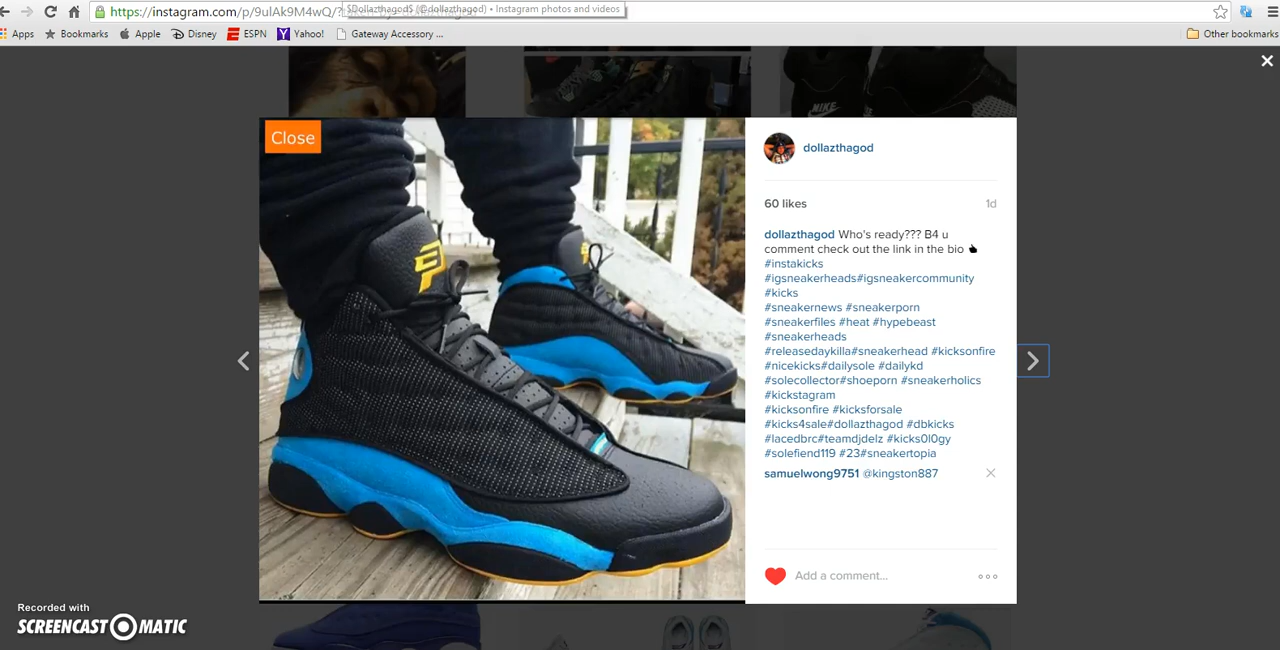 https://instagram.com/p/9ulAk9M4wQ/?
$Dollazthagod$ (@dollazthagod) • Instagram photos and videos
Apps Bookmarks Apple Disney ESPN Yahoo! Gateway Accessory ... Other bookmarks
NIKE
Close
dollazthagod
60 likes 1d
dollazthagod Who's ready??? B4 u
comment check out the link in the bio
#instakicks
#igsneakerheads#igsneakercommunity
#kicks
#sneakernews #sneakerporn
#sneakerfiles #heat #hypebeast
#sneakerheads
#releasedaykilla#sneakerhead #kicksonfire
#nicekicks#dailysole #dailykd
#solecollector#shoeporn #sneakerholics
#kickstagram
#kicksonfire #kicksforsale
#kicks4sale#dollazthagod #dbkicks
#lacedbrc#teamdjdelz #kicks0l0gy
#solefiend119 #23#sneakertopia
samuelwong9751 @kingston887
Add a comment...
Recorded with
SCREENCAST-O-MATIC